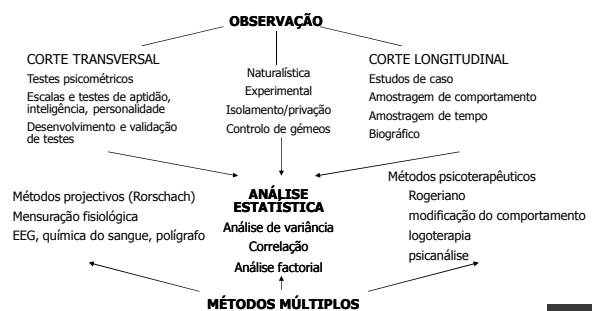 OBSERVAÇÃO
CORTE TRANSVERSAL
Testes psicométricos
Escalas e testes de aptidão,
inteligência, personalidade
Desenvolvimento e validação
de testes
Naturalística
Experimental
Isolamento/privação
Controlo de gémeos
CORTE LONGITUDINAL
Estudos de caso
Amostragem de comportamento
Amostragem de tempo
Biográfico
Métodos projectivos (Rorschach)
Mensuração fisiológica
EEG, química do sangue, polígrafo
ANÁLISE
ESTATÍSTICA
Análise de variância
Correlação
Análise factorial
Métodos psicoterapêuticos
Rogeriano
modificação do comportamento
logoterapia
psicanálise
MÉTODOS MÚLTIPLOS